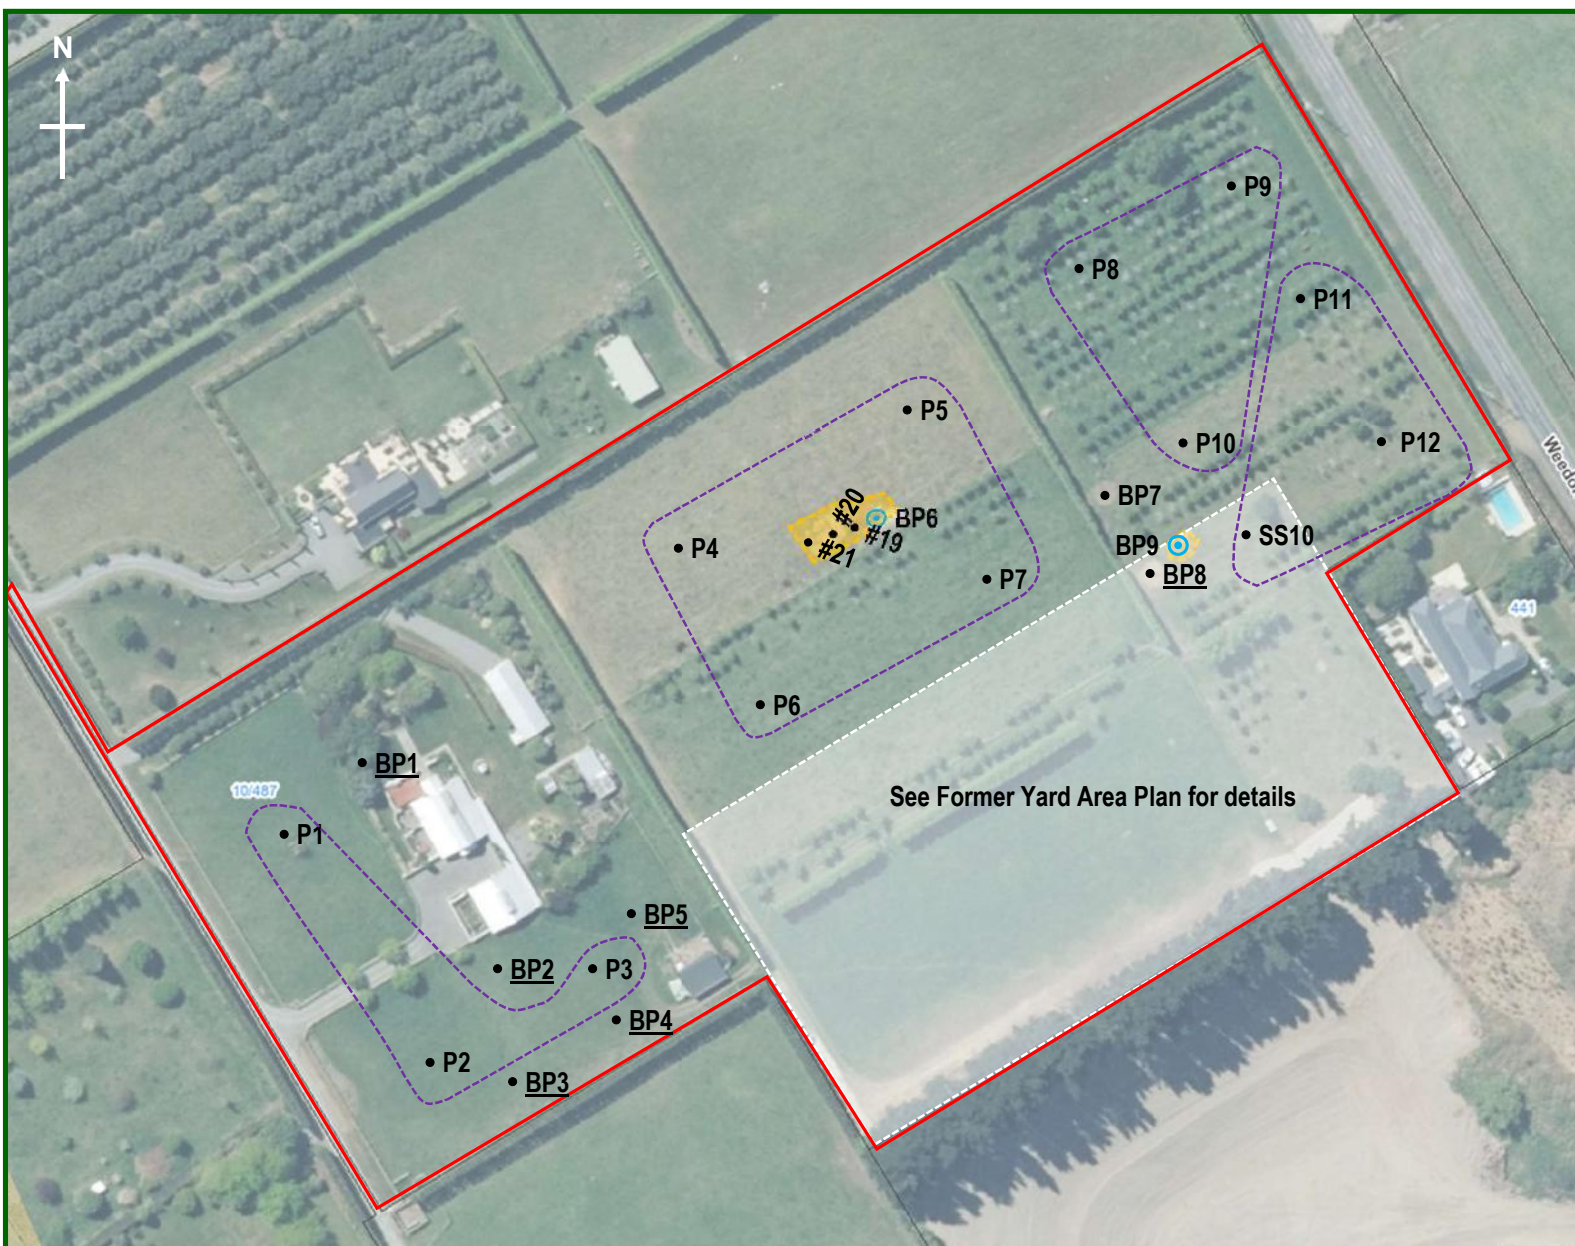 N
P9
P8
P11
P5
P10
P12
Weedon
BP7
#20
BP6
#19
#21
P4
SS10
BP9
BP8
P7
441
P6
BP1
10/487
See Former Yard Area Plan for details
P1
BP5
BP2
P3
BP4
P2
BP3